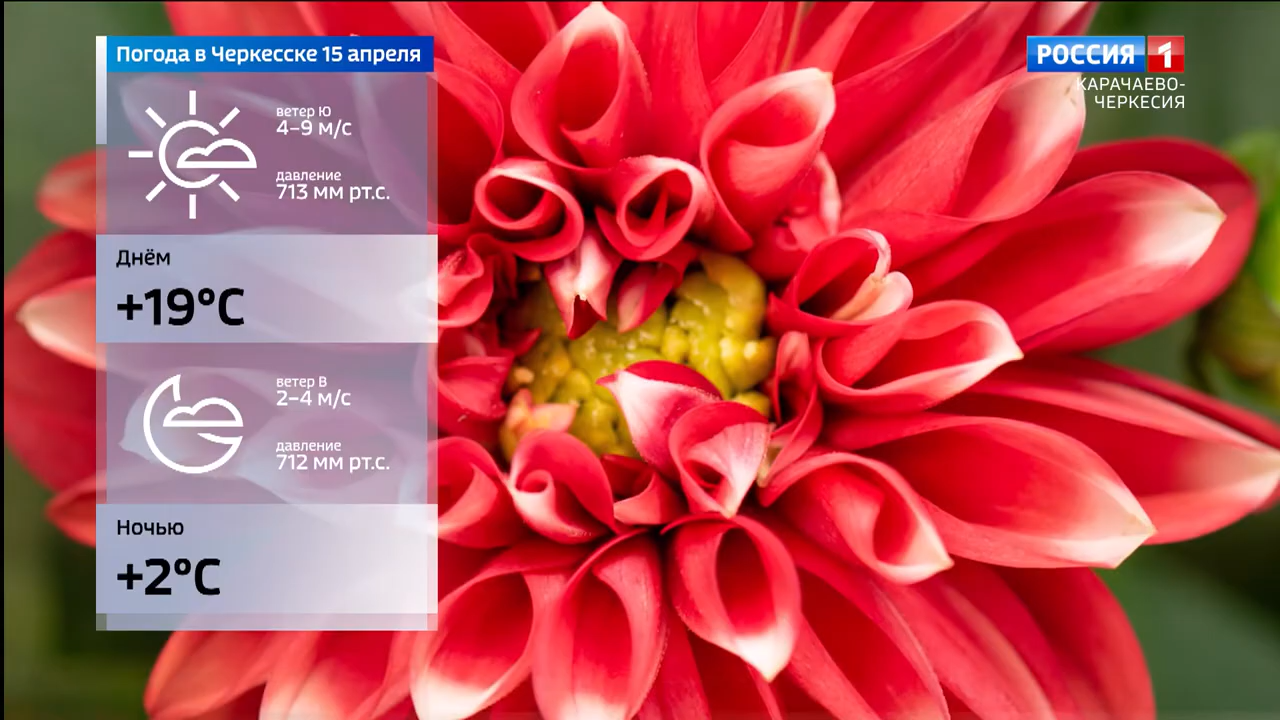 Погода в Черкесске 15 апреля
ветер Ю
4–9 м/с
давление
713 мм рт.с.
Днём
+19°C
ветер В
2–4 м/с
давление
712 мм рт.с.
Ночью
+2°C
РОССИЯ 1
КАРАЧАЕВО-
ЧЕРКЕСИЯ